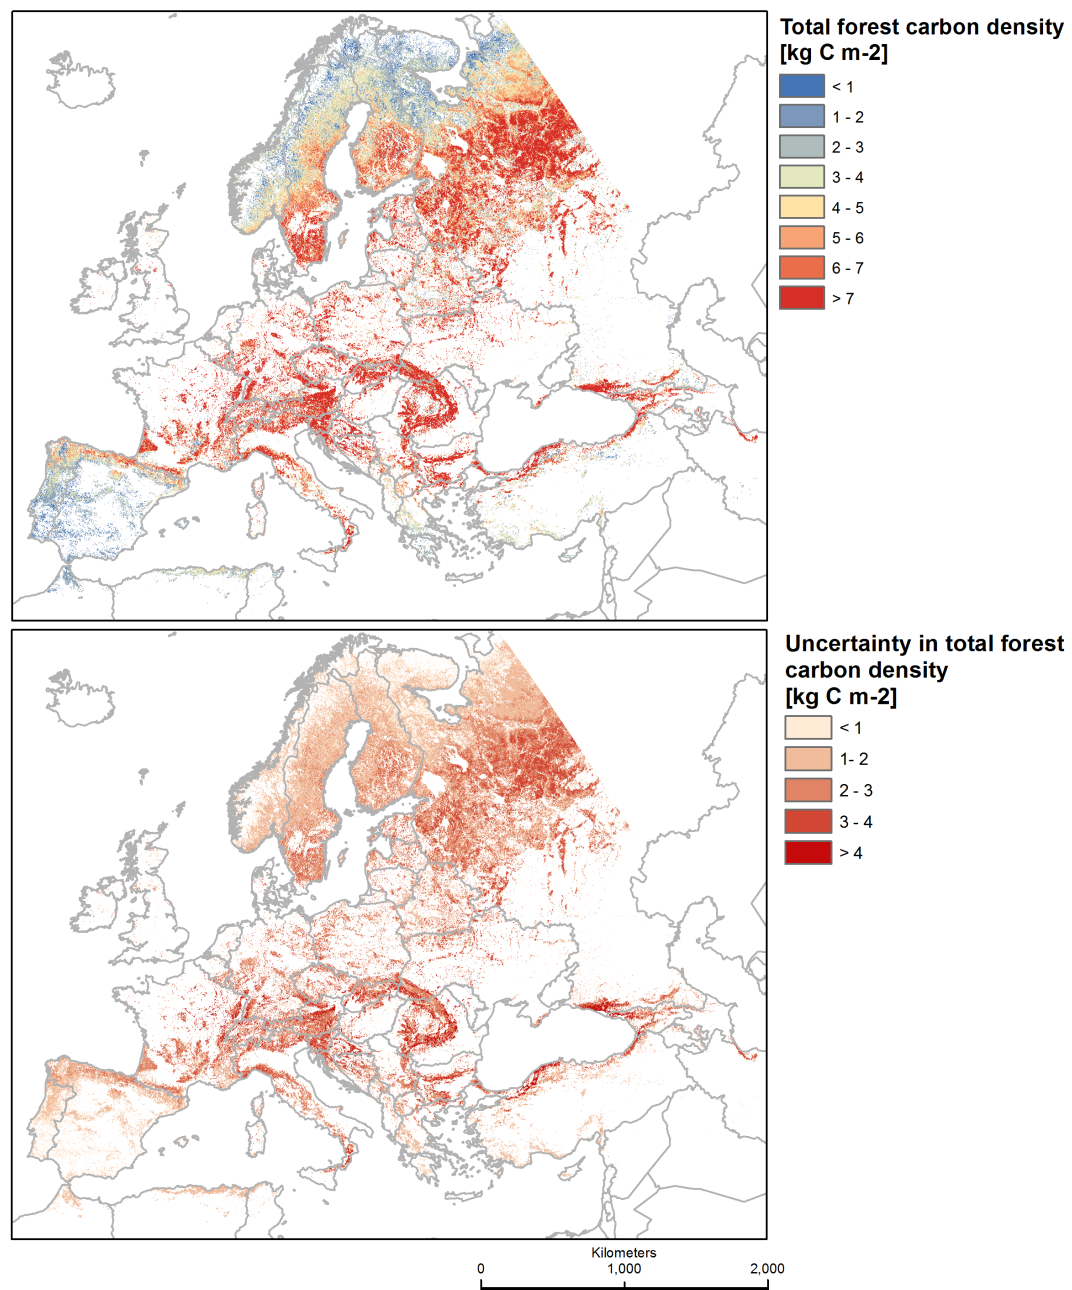 Total forest carbon density
[kg C m-2]
< 1
1 - 2
2 - 3
3 - 4
4 - 5
5 - 6
6 - 7
> 7
Uncertainty in total forest
carbon density
[kg C m-2]
< 1
1- 2
2 - 3
3 - 4
> 4
Kilometers
0 1,000 2,000